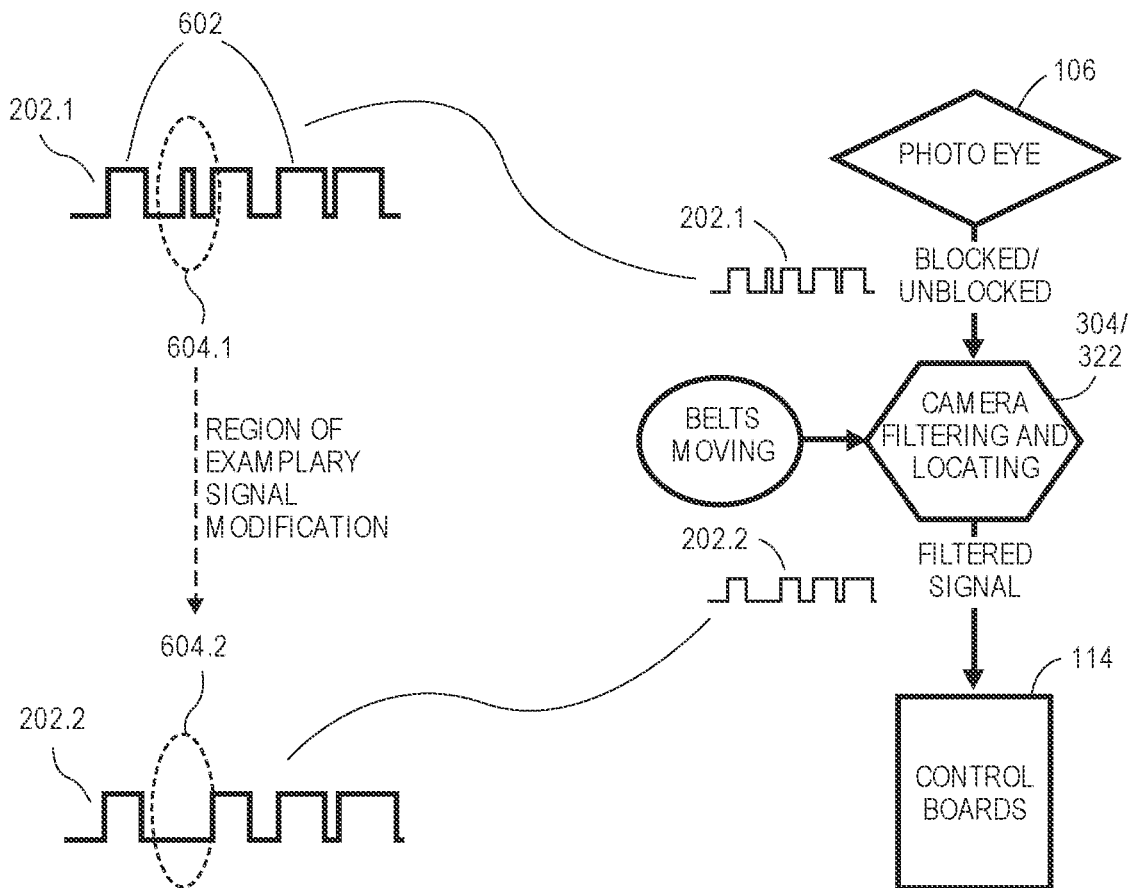 602
202.1
604.1
REGION OF
EXAMPLARY
SIGNAL
MODIFICATION
604.2
202.2
106
PHOTO EYE
202.1
BLOCKED/
UNBLOCKED
304/
322
BELTS
MOVING
CAMERA
FILTERING AND
LOCATING
202.2
FILTERED
SIGNAL
114
CONTROL
BOARDS